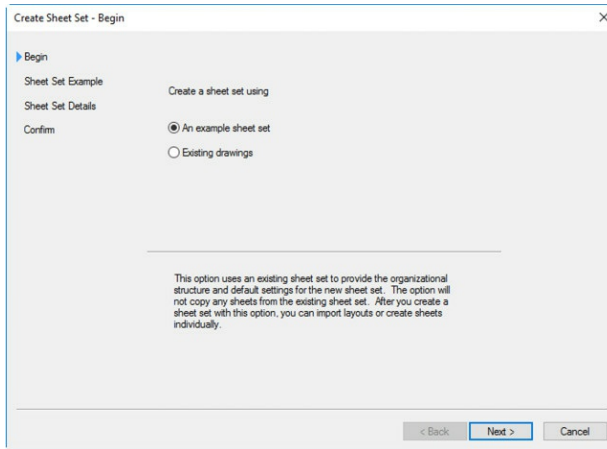 Create Sheet Set - Begin
Begin
Sheet Set Example
Sheet Set Details
Confirm
Create a sheet set using
An example sheet set
Existing drawings
This option uses an existing sheet set to provide the organizational
structure and default settings for the new sheet set. The option will
not copy any sheets from the existing sheet set. After you create a
sheet set with this option, you can import layouts or create sheets
individually.
< Back
Next >
Cancel